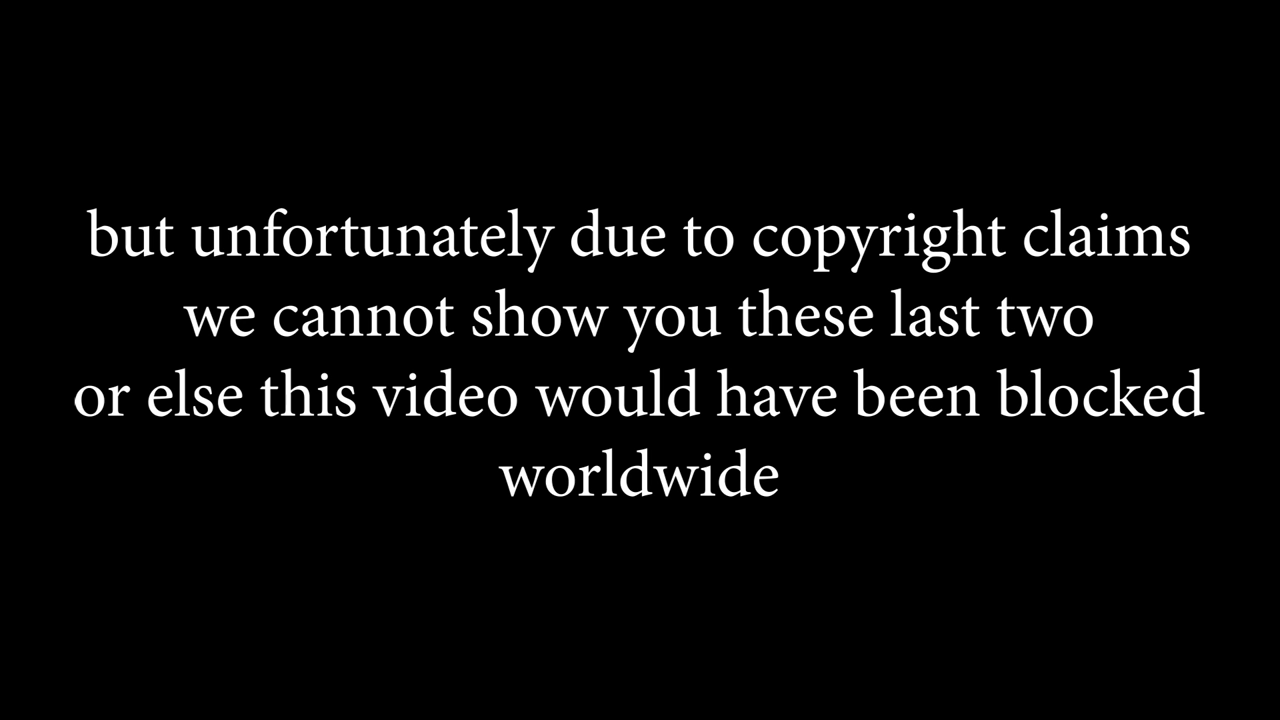 but unfortunately due to copyright claims
we cannot show you these last two
or else this video would have been blocked
worldwide